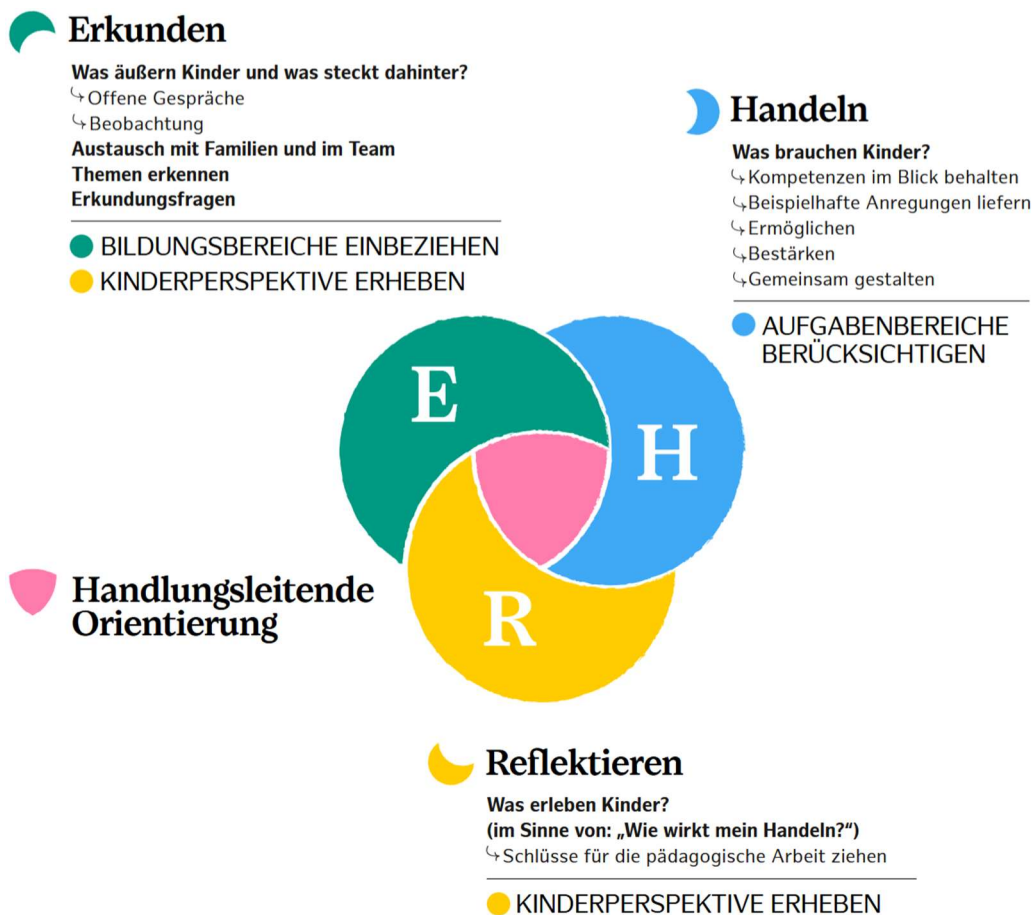 Erkunden
Was äußern Kinder und was steckt dahinter?
↳ Offene Gespräche
↳ Beobachtung
Austausch mit Familien und im Team
Themen erkennen
Erkundungsfragen
BILDUNGSBEREICHE EINBEZIEHEN
KINDERPERSPEKTIVE ERHEBEN
Handeln
Was brauchen Kinder?
↳ Kompetenzen im Blick behalten
↳ Beispielhafte Anregungen liefern
↳ Ermöglichen
↳ Bestärken
↳ Gemeinsam gestalten
AUFGABENBEREICHE
BERÜCKSICHTIGEN
E
H
R
Handlungsleitende
Orientierung
Reflektieren
Was erleben Kinder?
(im Sinne von: „Wie wirkt mein Handeln?“)
↳ Schlüsse für die pädagogische Arbeit ziehen
KINDERPERSPEKTIVE ERHEBEN